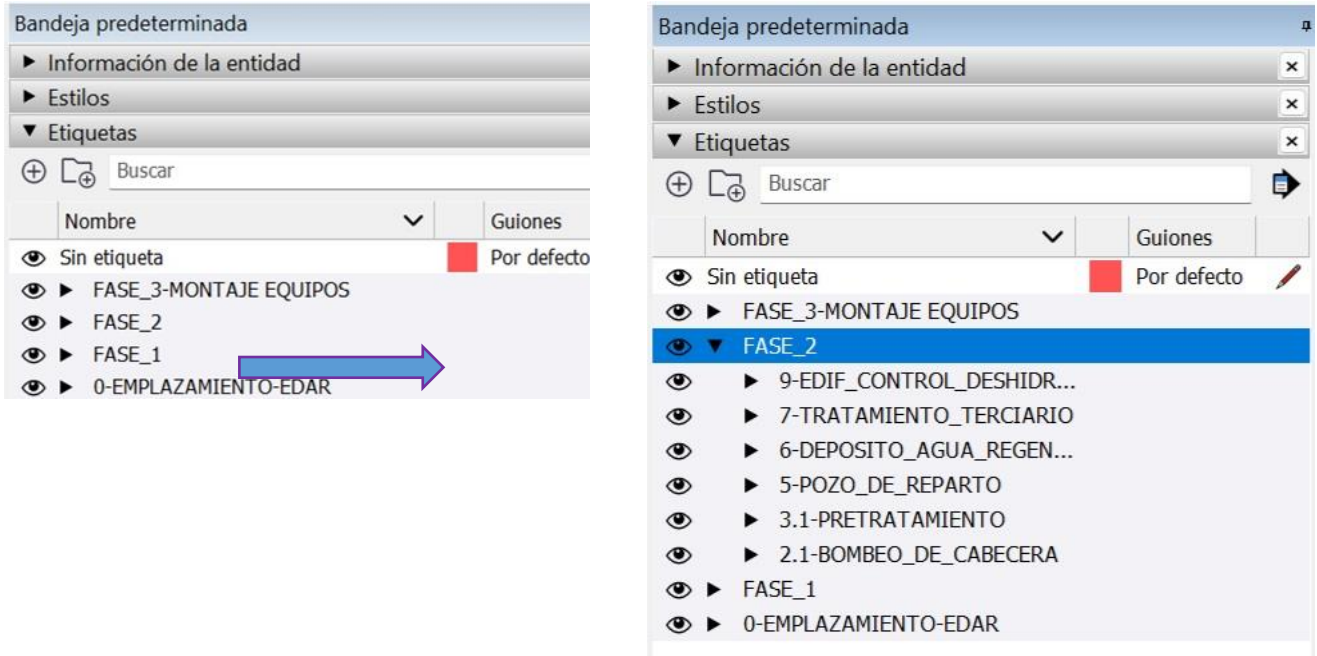 Bandeja predeterminada
Información de la entidad
Estilos
Etiquetas
Buscar
Nombre Guiones
Sin etiqueta Por defecto
FASE_3-MONTAJE EQUIPOS
FASE_2
FASE_1
0-EMPLAZAMIENTO-EDAR
Bandeja predeterminada
Información de la entidad
Estilos
Etiquetas
Buscar
Nombre Guiones
Sin etiqueta Por defecto
FASE_3-MONTAJE EQUIPOS
FASE_2
9-EDIF_CONTROL_DESHIDR...
7-TRATAMIENTO_TERCIARIO
6-DEPOSITO_AGUA_REGEN...
5-POZO_DE_REPARTO
3.1-PRETRATAMIENTO
2.1-BOMBEO_DE_CABECERA
FASE_1
0-EMPLAZAMIENTO-EDAR